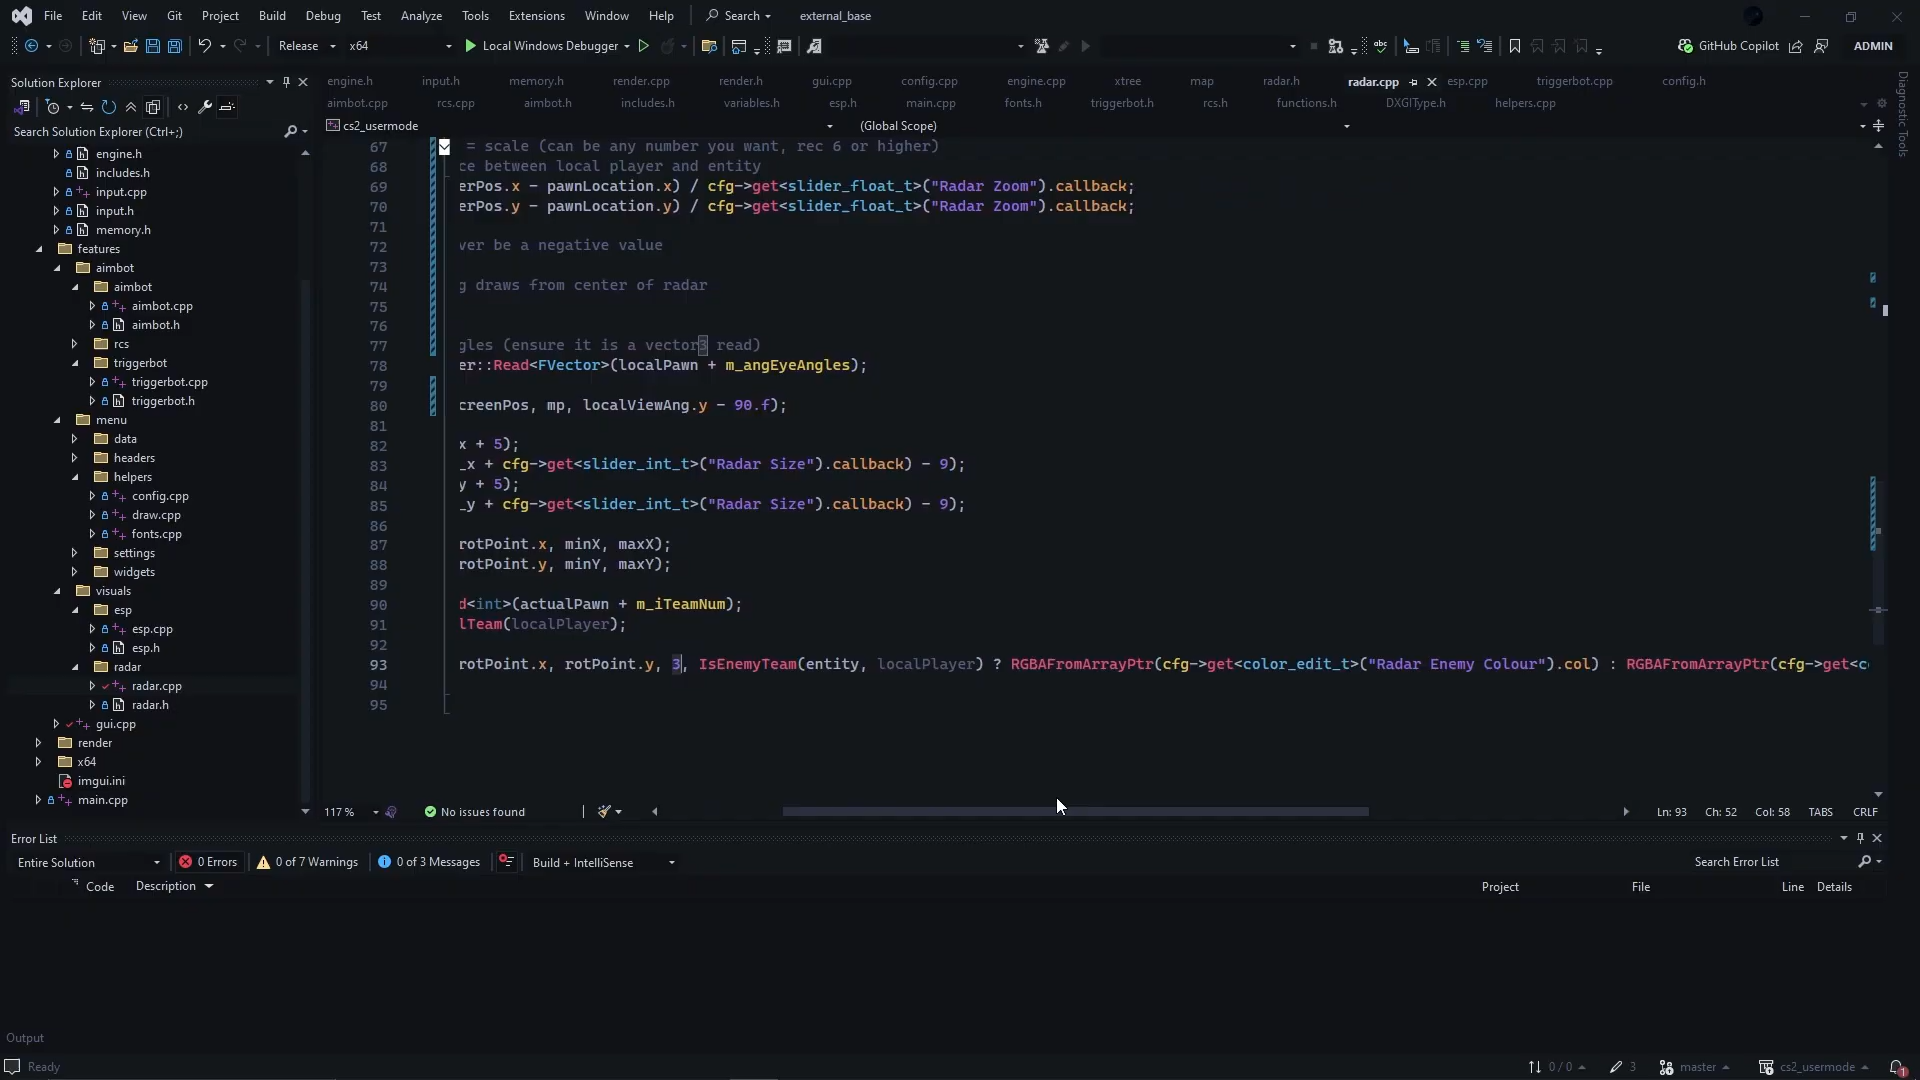 File Edit View Git Project Build Debug Test Analyze Tools Extensions Window Help Search external_base
Release x64 Local Windows Debugger GitHub Copilot ADMIN
Solution Explorer
Search Solution Explorer (Ctrl+;)
engine.h
includes.h
input.cpp
input.h
memory.h
features
aimbot
aimbot
aimbot.cpp
aimbot.h
rcs
triggerbot
triggerbot.cpp
triggerbot.h
menu
data
headers
helpers
config.cpp
draw.cpp
fonts.cpp
settings
widgets
visuals
esp
esp.cpp
esp.h
radar
radar.cpp
radar.h
gui.cpp
render
x64
imgui.ini
main.cpp
engine.h input.h memory.h render.cpp render.h gui.cpp config.cpp engine.cpp xtree map radar.h radar.cpp esp.cpp triggerbot.cpp config.h
aimbot.cpp rcs.cpp aimbot.h includes.h variables.h esp.h main.cpp fonts.h triggerbot.h rcs.h functions.h DXGIType.h helpers.cpp
cs2_usermode (Global Scope)
67 = scale (can be any number you want, rec 6 or higher)
68 ce between local player and entity
69 erPos.x - pawnLocation.x) / cfg->get<slider_float_t>("Radar Zoom").callback;
70 erPos.y - pawnLocation.y) / cfg->get<slider_float_t>("Radar Zoom").callback;
71
72 ver be a negative value
73
74 g draws from center of radar
75
76
77 gles (ensure it is a vector3 read)
78 er::Read<FVector>(localPawn + m_angEyeAngles);
79
80 creenPos, mp, localViewAng.y - 90.f);
81
82 x + 5);
83 _x + cfg->get<slider_int_t>("Radar Size").callback) - 9);
84 y + 5);
85 _y + cfg->get<slider_int_t>("Radar Size").callback) - 9);
86
87 rotPoint.x, minX, maxX);
88 rotPoint.y, minY, maxY);
89
90 d<int>(actualPawn + m_iTeamNum);
91 lTeam(localPlayer);
92
93 rotPoint.x, rotPoint.y, 3, IsEnemyTeam(entity, localPlayer) ? RGBAFromArrayPtr(cfg->get<color_edit_t>("Radar Enemy Colour").col) : RGBAFromArrayPtr(cfg->get<c
94
95
117 % No issues found Ln: 93 Ch: 52 Col: 58 TABS CRLF
Diagnostic Tools
Error List
Entire Solution 0 Errors 0 of 7 Warnings 0 of 3 Messages Build + IntelliSense Search Error List
Code Description Project File Line Details
Output
Ready 0 / 0 3 master cs2_usermode 1